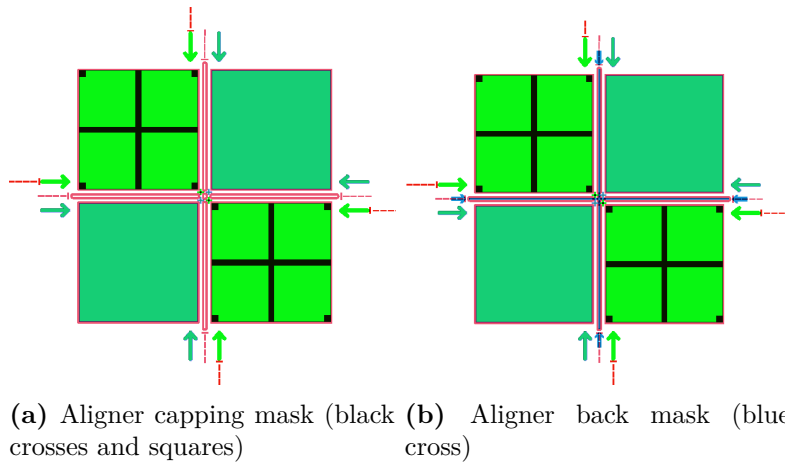 (a) Aligner capping mask (black
crosses and squares)
(b) Aligner back mask (blue
cross)